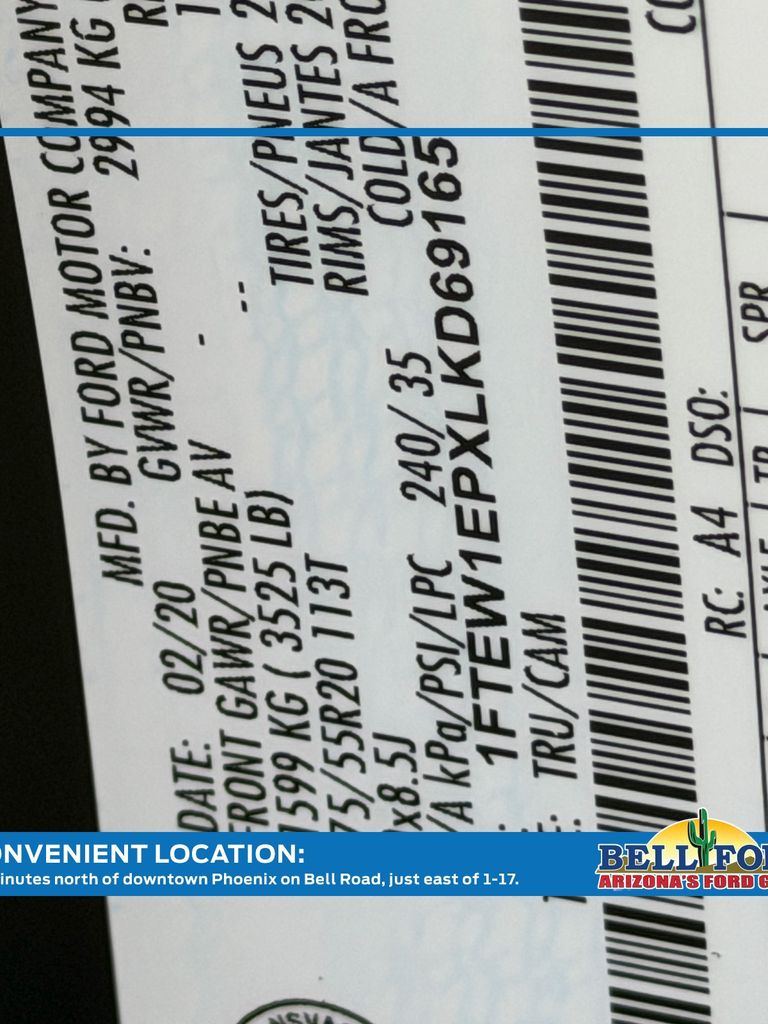 MFD. BY FORD MOTOR COMPANY
DATE: 02/20 GVWR/PNBV: 2994 KG
FRONT GAWR/PNBE AV - --
1599 KG ( 3525 LB)
75/55R20 113T TIRES/PNEUS 2
x8.5J RIMS/JANTES 2
/A kPa/PSI/LPC 240/ 35 COLD /A FRO
1FTEW1EPXLKD69165
: TRU/CAM
RC: A4 DSO:
SPR
ONVENIENT LOCATION:
inutes north of downtown Phoenix on Bell Road, just east of 1-17.
BELL FO
ARIZONA'S FORD G